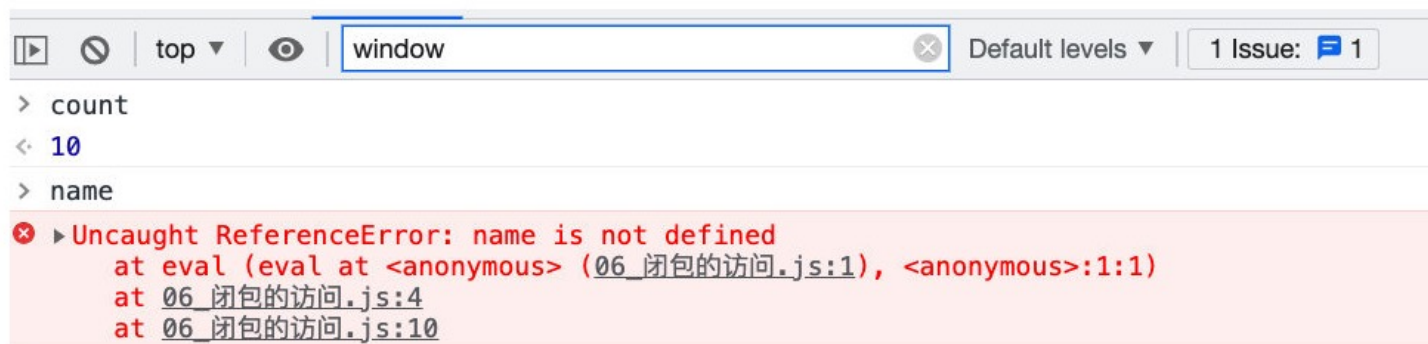 top ▼ window Default levels ▼ 1 Issue: 1
> count
10
> name
Uncaught ReferenceError: name is not defined
at eval (eval at <anonymous> (06_闭包的访问.js:1), <anonymous>:1:1)
at 06_闭包的访问.js:4
at 06_闭包的访问.js:10